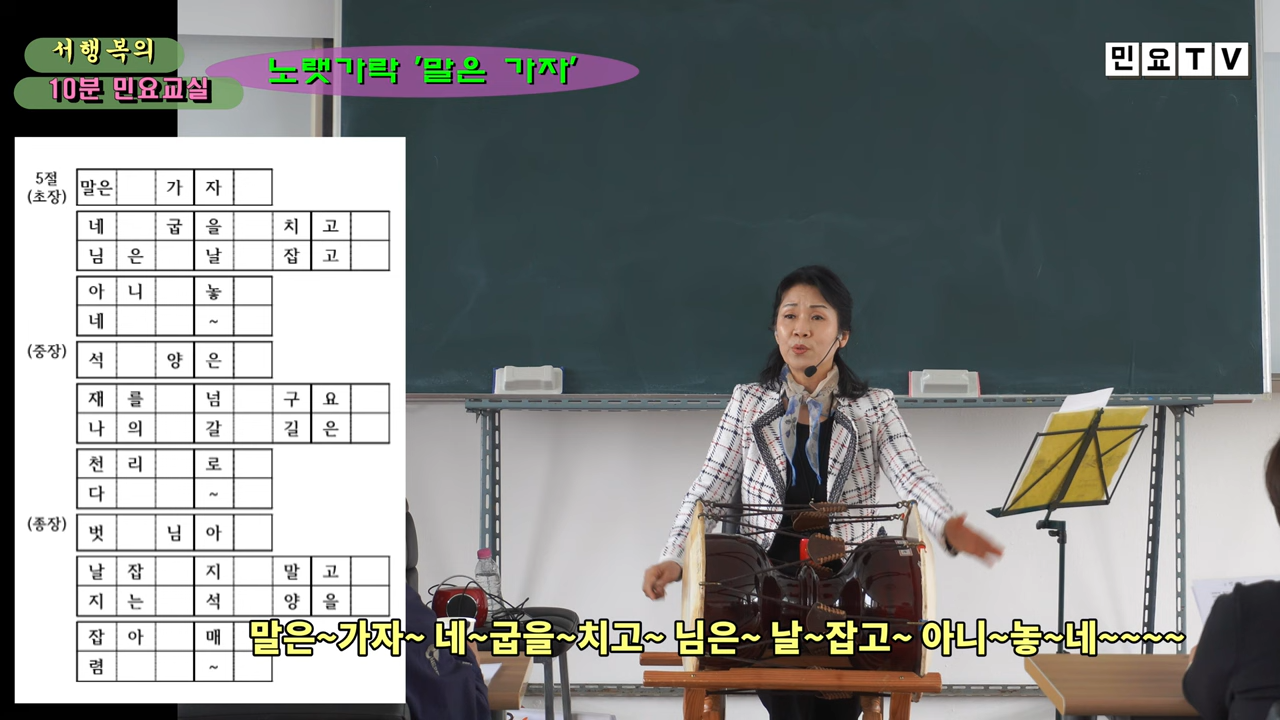 서행복의
10분 민요교실
노랫가락 '말은 가자'
민요TV
5절
(초장)
말은 가 자
네 굽 을 치 고
님 은 날 잡 고
아 니 놓
네 ~
(중장)
석 양 은
재 를 넘 구 요
나 의 갈 길 은
천 리 로
다 ~
(종장)
벗 님 아
날 잡 지 말 고
지 는 석 양 을
잡 아 매
렴 ~
말은~가자~ 네~굽을~치고~ 님은~ 날~잡고~ 아니~놓~네~~~~